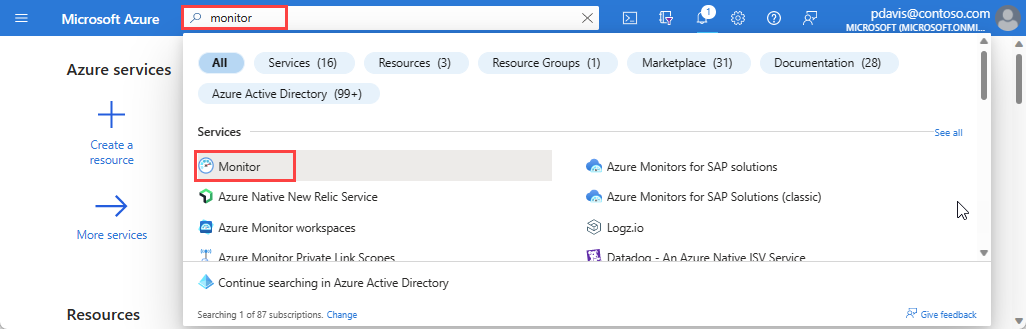 Microsoft Azure
monitor
1
pdavis@contoso.com
MICROSOFT (MICROSOFT.ONMI...
Azure services
Create a
resource
More services
Resources
All Services (16) Resources (3) Resource Groups (1) Marketplace (31) Documentation (28)
Azure Active Directory (99+)
Services
See all
Monitor
Azure Monitors for SAP solutions
Azure Native New Relic Service
Azure Monitors for SAP Solutions (classic)
Azure Monitor workspaces
Logz.io
Azure Monitor Private Link Scopes
Datadog - An Azure Native ISV Service
Continue searching in Azure Active Directory
Searching 1 of 87 subscriptions. Change
Give feedback